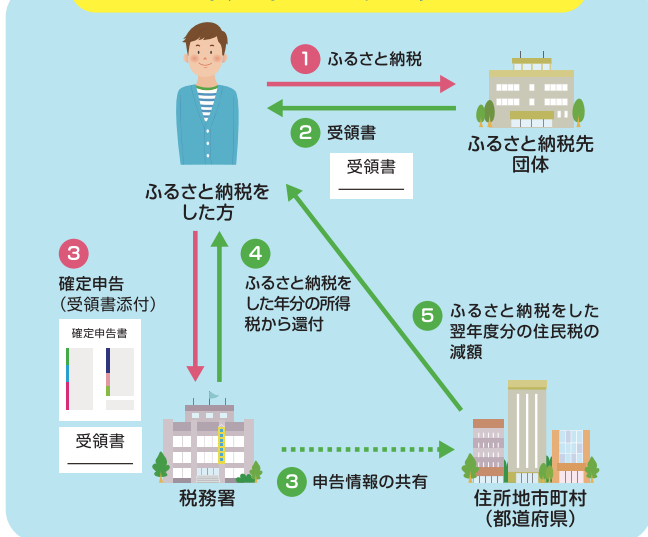 1 ふるさと納税
2 受領書
受領書
ふるさと納税先
団体
ふるさと納税を
した方
3
確定申告
（受領書添付）
確定申告書
受領書
4
ふるさと納税を
した年分の所得
税から還付
5 ふるさと納税をした
翌年度分の住民税の
減額
税務署
3 申告情報の共有
住所地市町村
（都道府県）